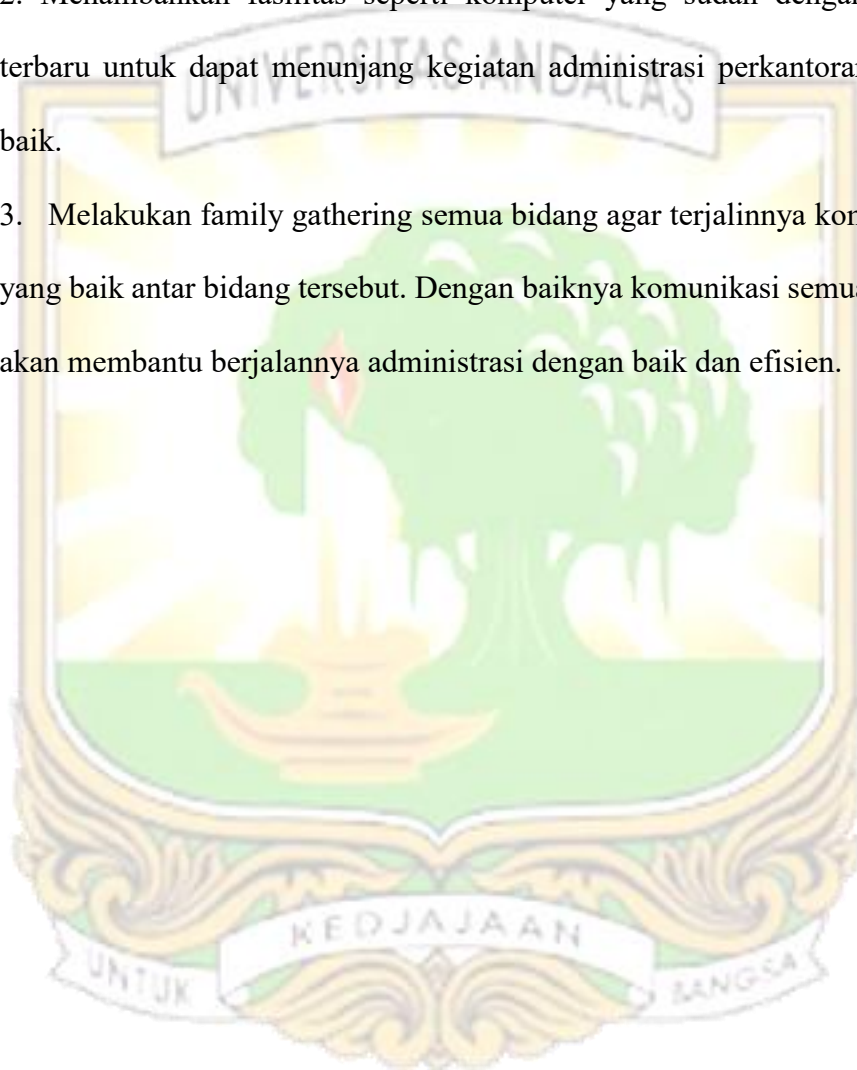 2. Menambahkan fasilitas seperti komputer yang sudah dengan
terbaru untuk dapat menunjang kegiatan administrasi perkantoran
baik.
3. Melakukan family gathering semua bidang agar terjalinnya
yang baik antar bidang tersebut. Dengan baiknya komunikasi semua
akan membantu berjalannya administrasi dengan baik dan efisien.
UNIVERSITAS ANDALAS
KEDJAJAAN
UNTUK BANGSA